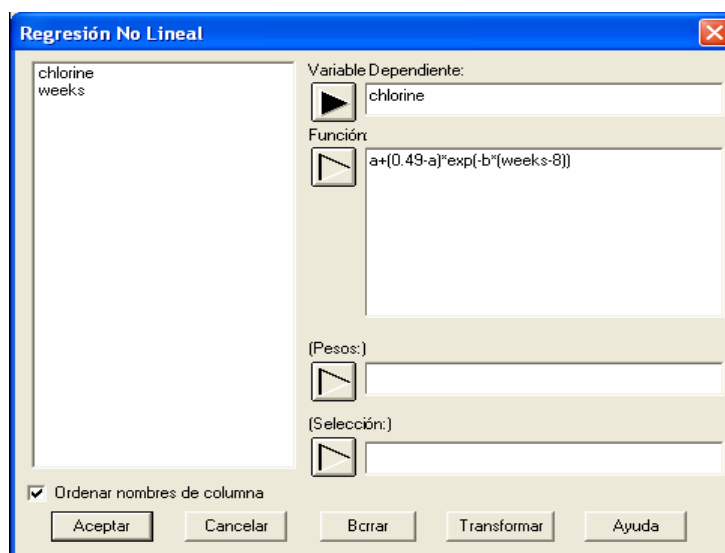 Regresión No Lineal
chlorine
weeks
Variable Dependiente:
chlorine
Función:
a+(0.49-a)*exp(-b*(weeks-8))
(Pesos:)
(Selección:)
Ordenar nombres de columna
Aceptar
Cancelar
Borrar
Transformar
Ayuda